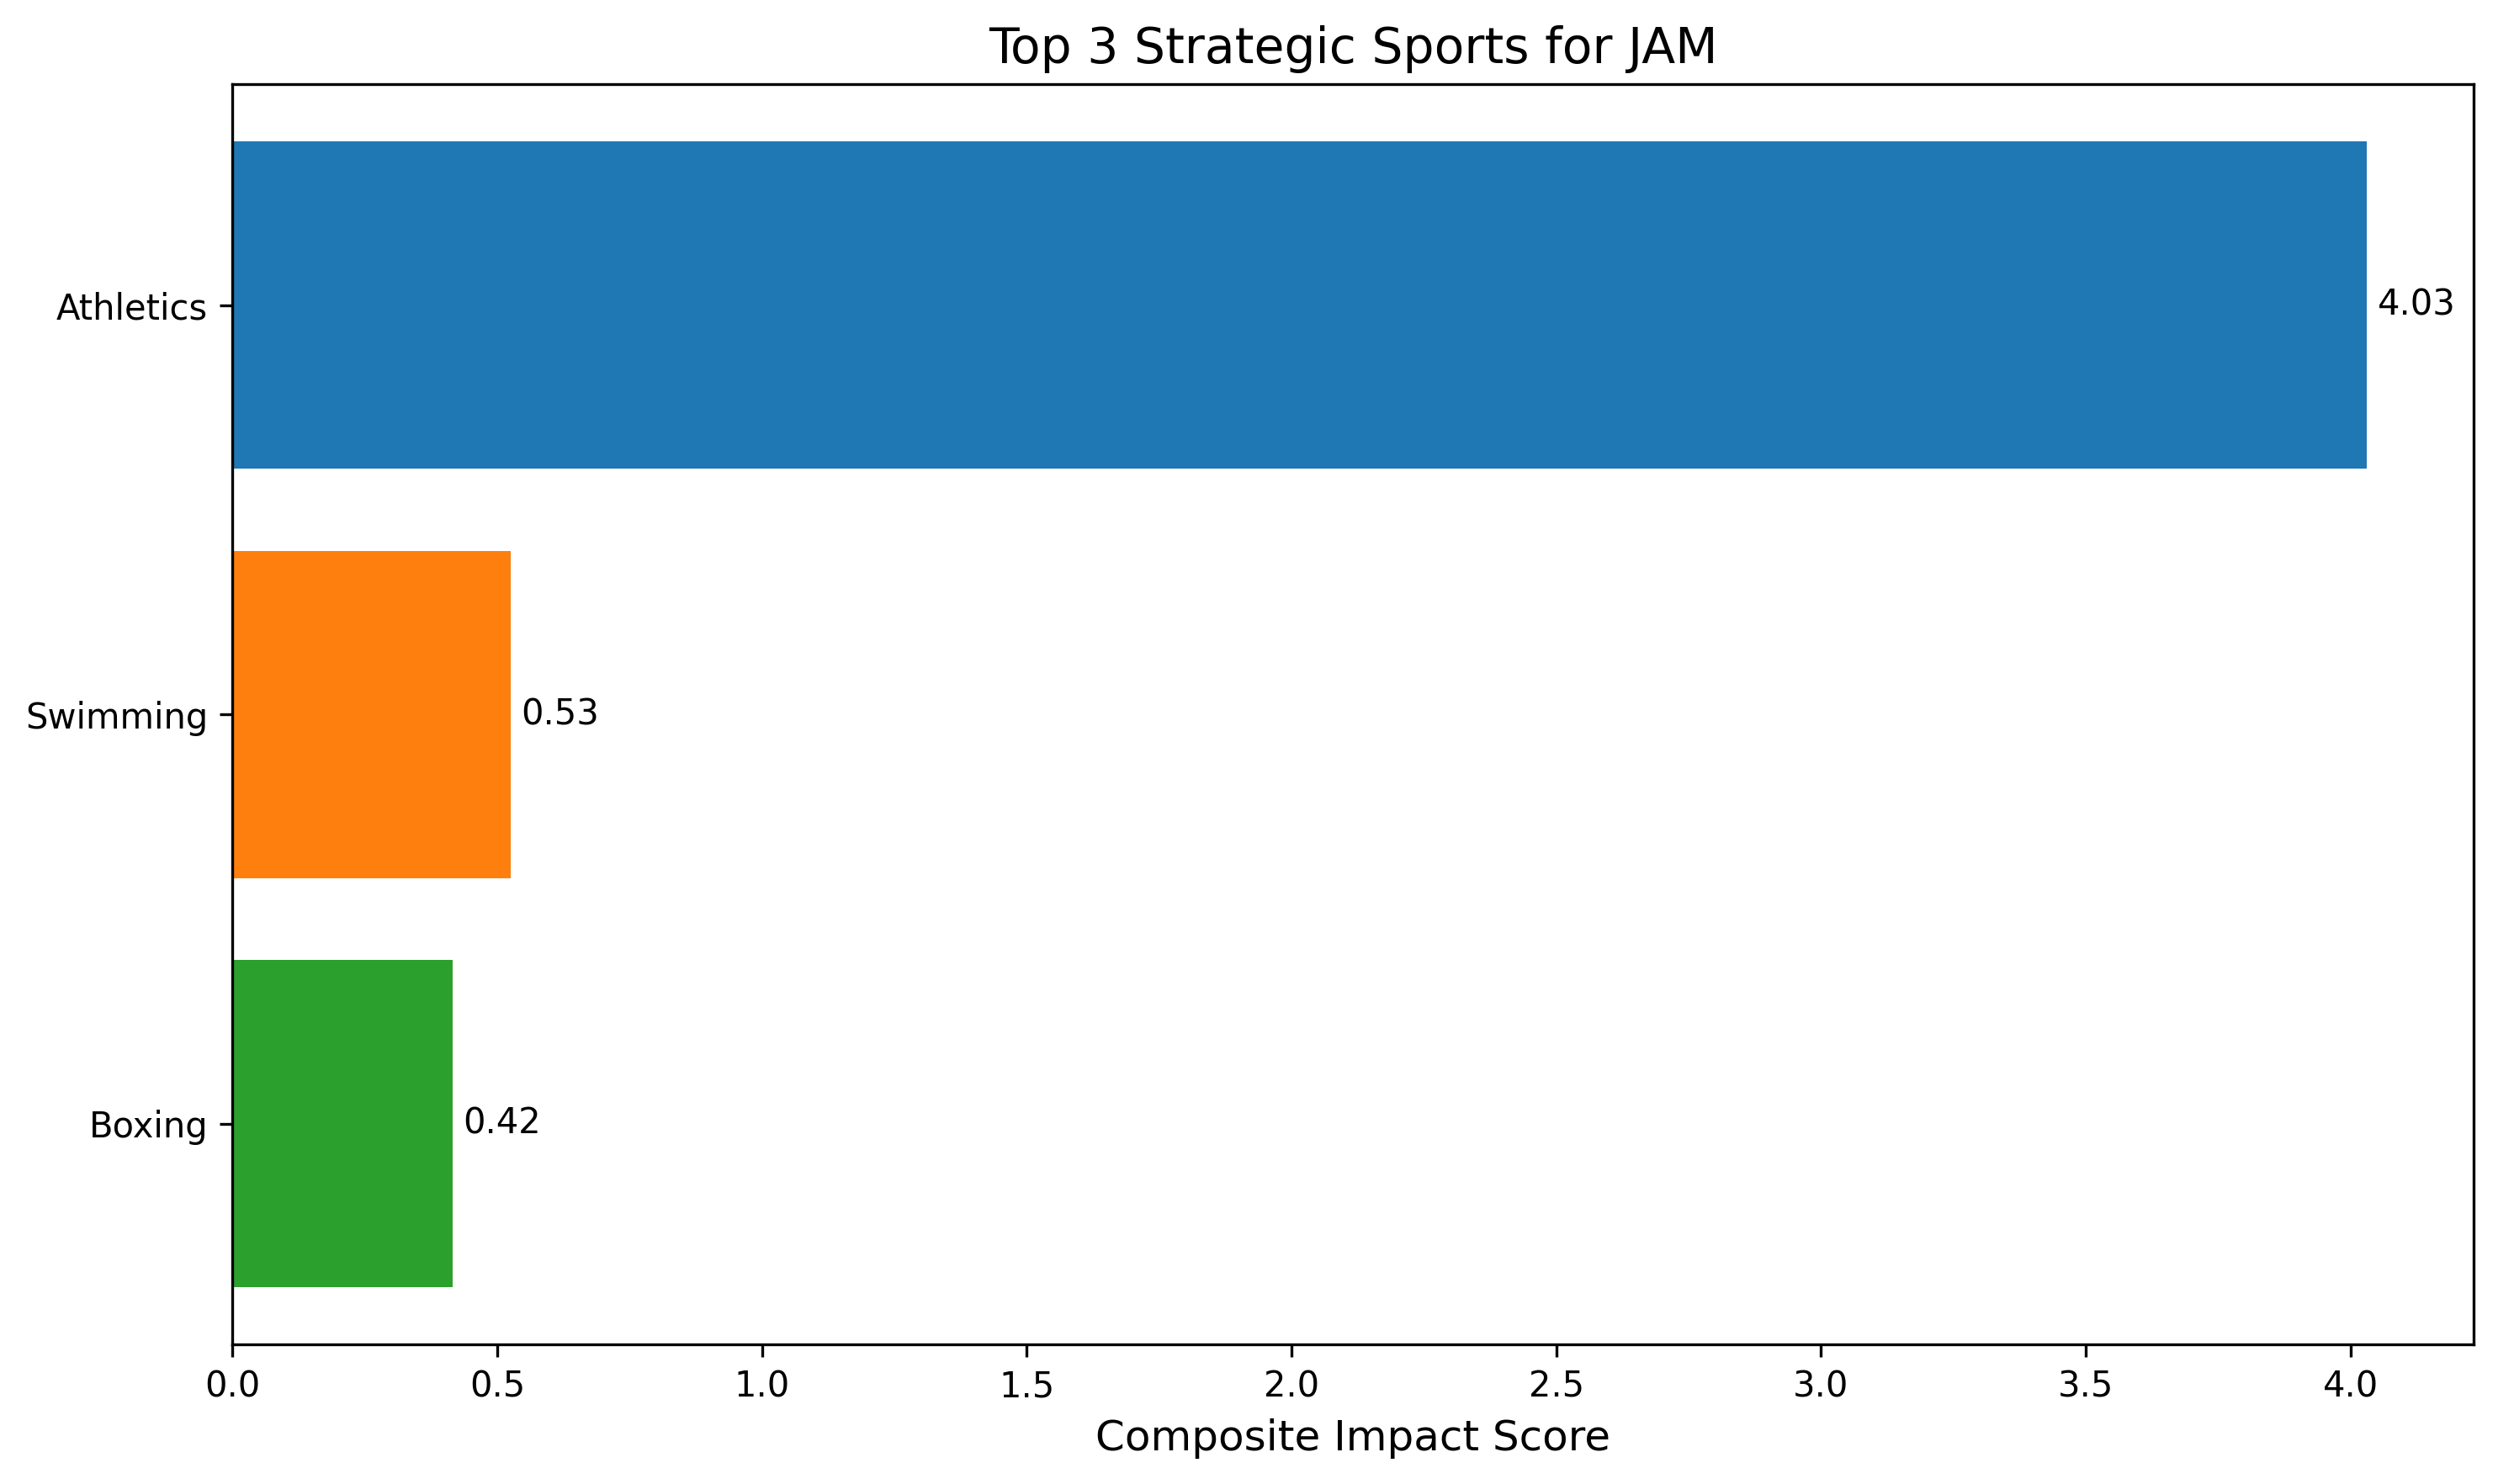 Top 3 Strategic Sports for JAM
Athletics
4.03
Swimming
0.53
Boxing
0.42
0.0 0.5 1.0 1.5 2.0 2.5 3.0 3.5 4.0
Composite Impact Score